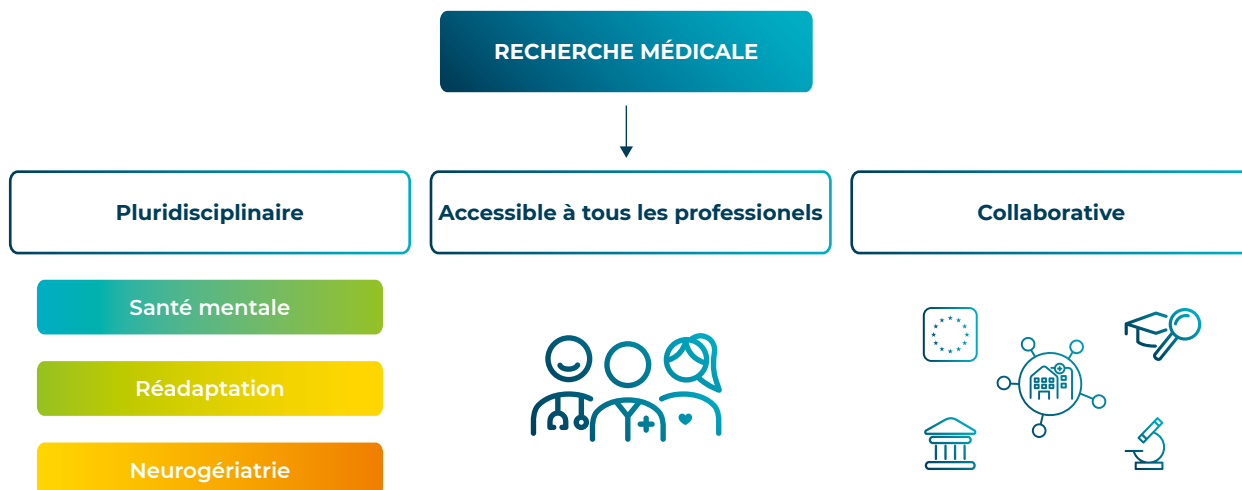 RECHERCHE MÉDICALE
Pluridisciplinaire
Accessible à tous les professionels
Collaborative
Santé mentale
Réadaptation
Neurogériatrie